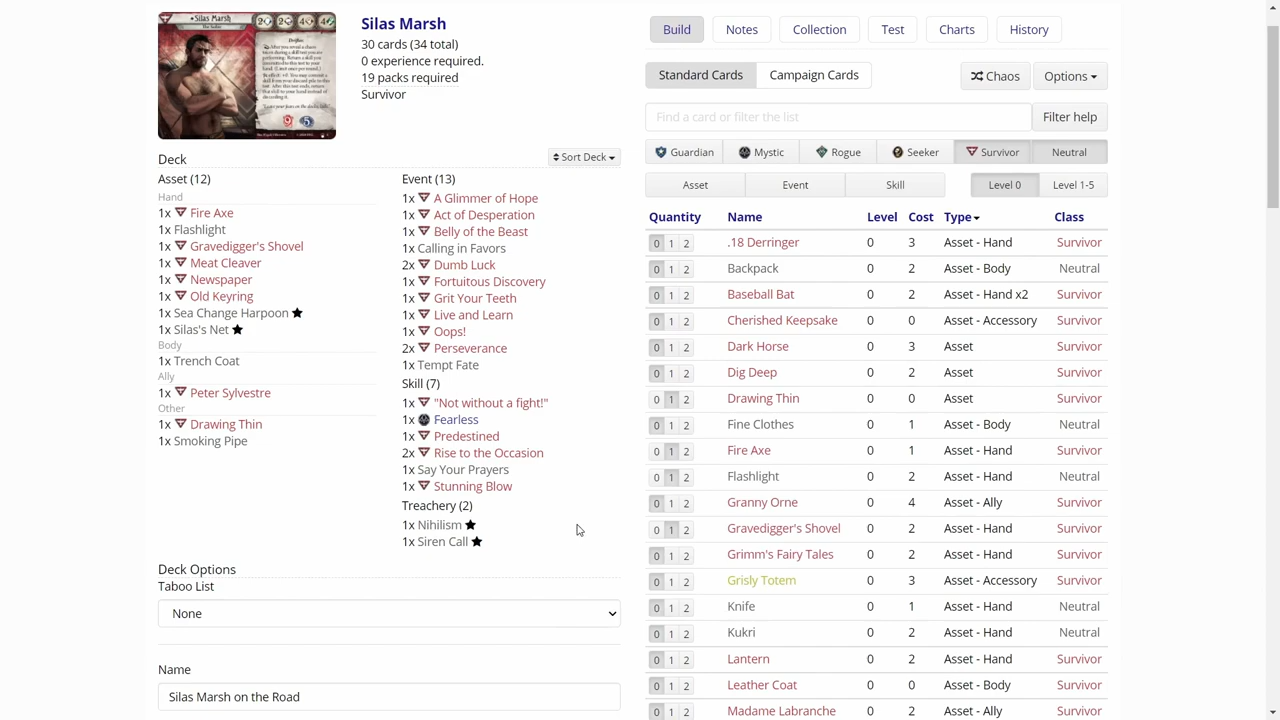 Silas Marsh
30 cards (34 total)
0 experience required.
19 packs required
Survivor
Deck
Sort Deck
Asset (12)
Hand
1x Fire Axe
1x Flashlight
1x Gravedigger's Shovel
1x Meat Cleaver
1x Newspaper
1x Old Keyring
1x Sea Change Harpoon
1x Silas's Net
Body
1x Trench Coat
Ally
1x Peter Sylvestre
Other
1x Drawing Thin
1x Smoking Pipe
Event (13)
1x A Glimmer of Hope
1x Act of Desperation
1x Belly of the Beast
1x Calling in Favors
2x Dumb Luck
1x Fortuitous Discovery
1x Grit Your Teeth
1x Live and Learn
1x Oops!
2x Perseverance
1x Tempt Fate
Skill (7)
1x "Not without a fight!"
1x Fearless
1x Predestined
2x Rise to the Occasion
1x Say Your Prayers
1x Stunning Blow
Treachery (2)
1x Nihilism
1x Siren Call
Deck Options
Taboo List
None
Name
Silas Marsh on the Road
Build Notes Collection Test Charts History
Standard Cards Campaign Cards Options
Find a card or filter the list Filter help
Guardian Mystic Rogue Seeker Survivor Neutral
Asset Event Skill Level 0 Level 1-5
Quantity Name Level Cost Type Class
0 1 2 .18 Derringer 0 3 Asset - Hand Survivor
0 1 2 Backpack 0 2 Asset - Body Neutral
0 1 2 Baseball Bat 0 2 Asset - Hand x2 Survivor
0 1 2 Cherished Keepsake 0 0 Asset - Accessory Survivor
0 1 2 Dark Horse 0 3 Asset Survivor
0 1 2 Dig Deep 0 2 Asset Survivor
0 1 2 Drawing Thin 0 0 Asset Survivor
0 1 2 Fine Clothes 0 1 Asset - Body Neutral
0 1 2 Fire Axe 0 1 Asset - Hand Survivor
0 1 2 Flashlight 0 2 Asset - Hand Neutral
0 1 2 Granny Orne 0 4 Asset - Ally Survivor
0 1 2 Gravedigger's Shovel 0 2 Asset - Hand Survivor
0 1 2 Grimm's Fairy Tales 0 2 Asset - Hand Survivor
0 1 2 Grisly Totem 0 3 Asset - Accessory Survivor
0 1 2 Knife 0 1 Asset - Hand Neutral
0 1 2 Kukri 0 2 Asset - Hand Neutral
0 1 2 Lantern 0 2 Asset - Hand Survivor
0 1 2 Leather Coat 0 0 Asset - Body Survivor
0 1 2 Madame Labranche 0 2 Asset - Ally Survivor